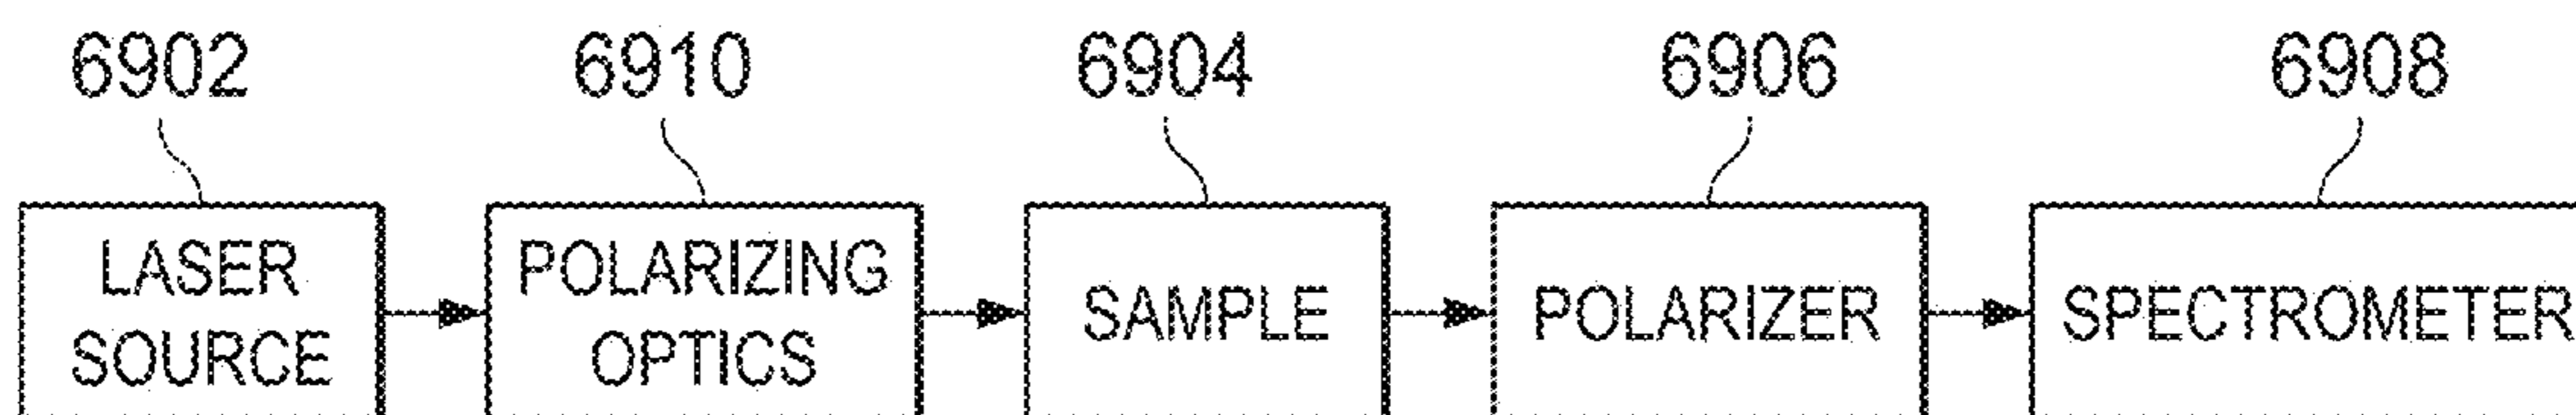 6902 6910 6904 6906 6908
LASER SOURCE
POLARIZING OPTICS
SAMPLE
POLARIZER
SPECTROMETER